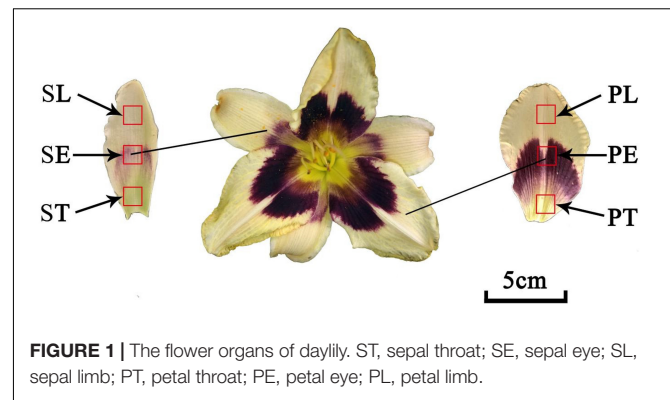 SL
SE
ST
PL
PE
PT
5cm
FIGURE 1 | The flower organs of daylily. ST, sepal throat; SE, sepal eye; SL,
sepal limb; PT, petal throat; PE, petal eye; PL, petal limb.